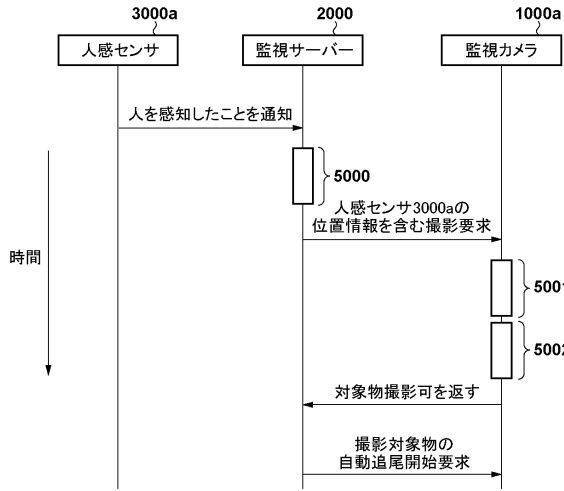 3000a
2000
1000a
人感センサ
監視サーバー
監視カメラ
人を感知したことを通知
5000
人感センサ3000aの
位置情報を含む撮影要求
時間
5001
5002
対象物撮影可を返す
撮影対象物の
自動追尾開始要求